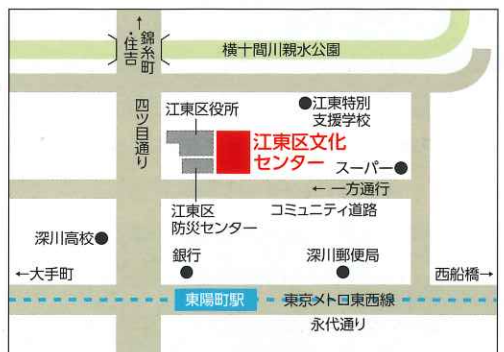 ↑
錦糸町
・住吉
横十間川親水公園
四ツ目通り
江東区役所
江東特別
支援学校
江東区文化
センター
スーパー
← 一方通行
江東区
防災センター
コミュニティ道路
深川高校
銀行
深川郵便局
←大手町
西船橋→
東陽町駅
東京メトロ東西線
永代通り